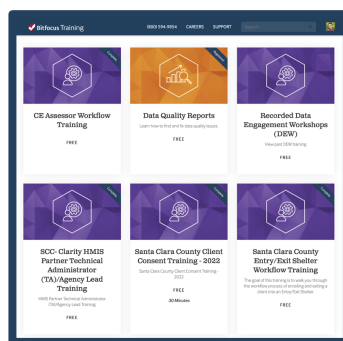 Bitfocus Training
(800) 594-9854 CAREERS SUPPORT
CE Assessor Workflow
Training
FREE
Data Quality Reports
Learn how to find and fix data quality issues.
FREE
Recorded Data
Engagement Workshops
(DEW)
View past DEW training
FREE
SCC- Clarity HMIS
Partner Technical
Administrator
(TA)/Agency Lead
Training
HMIS Partner Technical Administrator
(TA)/Agency Lead Training
FREE
Santa Clara County Client
Consent Training - 2022
Santa Clara County Client Consent Training -
2022
FREE
30 Minutes
Santa Clara County
Entry/Exit Shelter
Workflow Training
The goal of this training is to walk you through
the workflow process of enrolling and exiting a
client into an Entry/Exit Shelter.
FREE